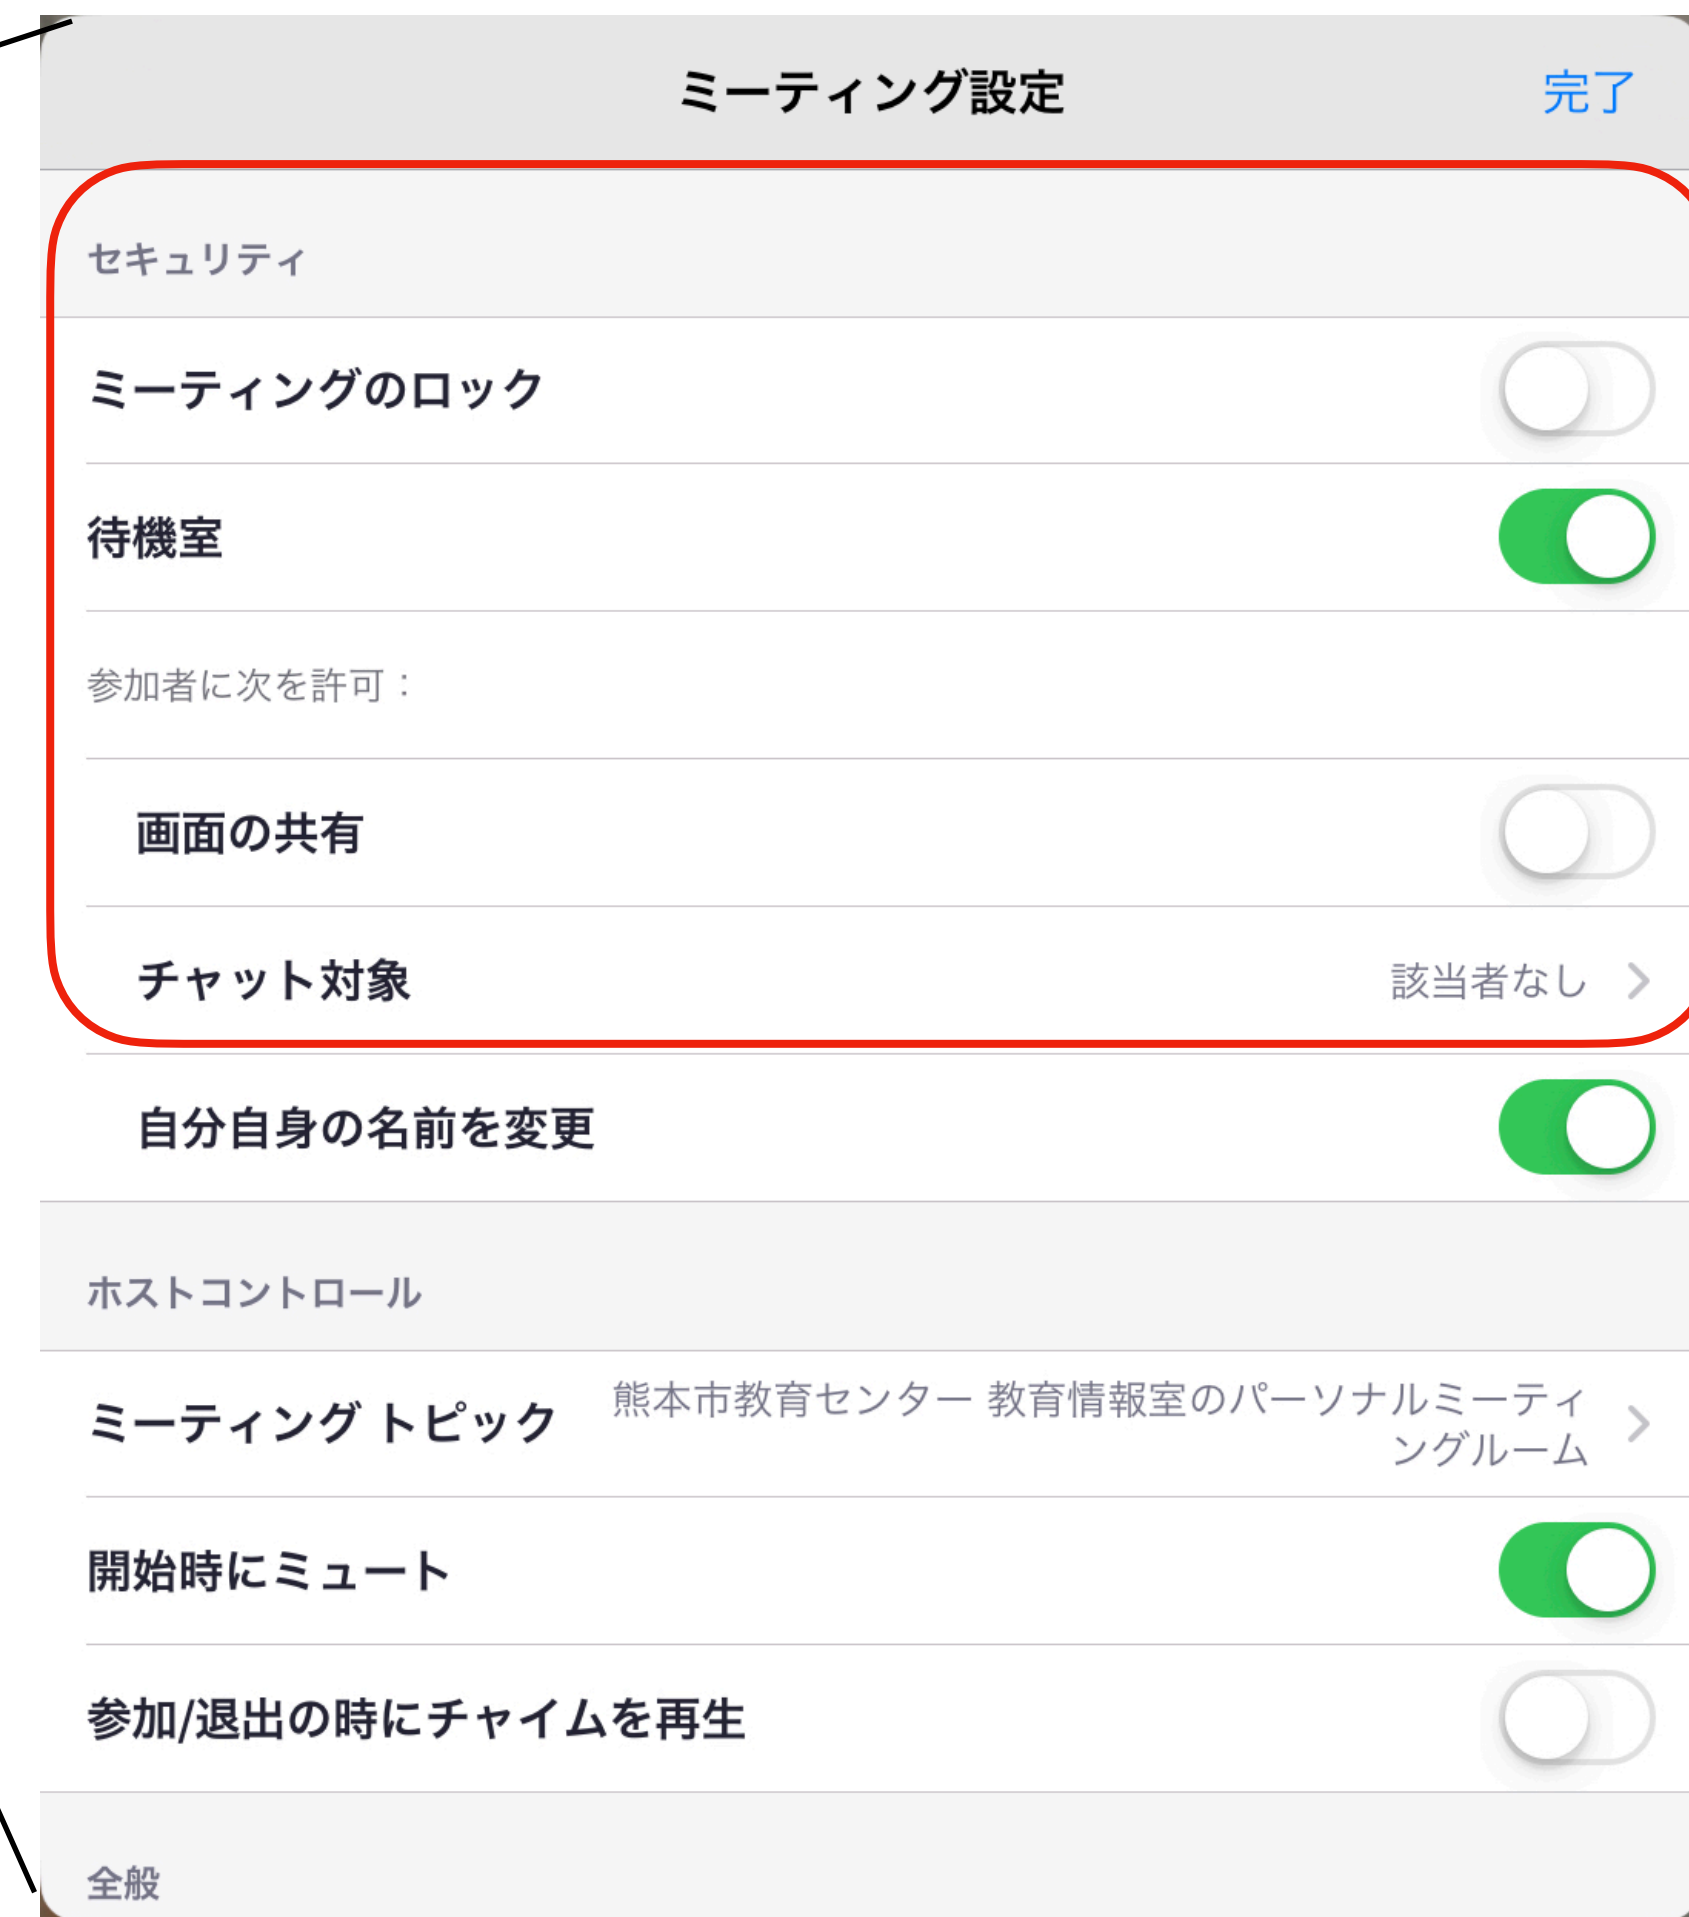 ミーティング設定
完了
セキュリティ
ミーティングのロック
待機室
参加者に次を許可：
画面の共有
チャット対象
該当者なし
自分自身の名前を変更
ホストコントロール
ミーティング トピック
熊本市教育センター 教育情報室のパーソナルミーティ
ングルーム
開始時にミュート
参加/退出の時にチャイムを再生
全般